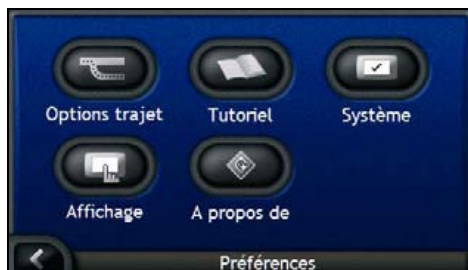 Options trajet
Tutoriel
Système
Affichage
A propos de
Préférences